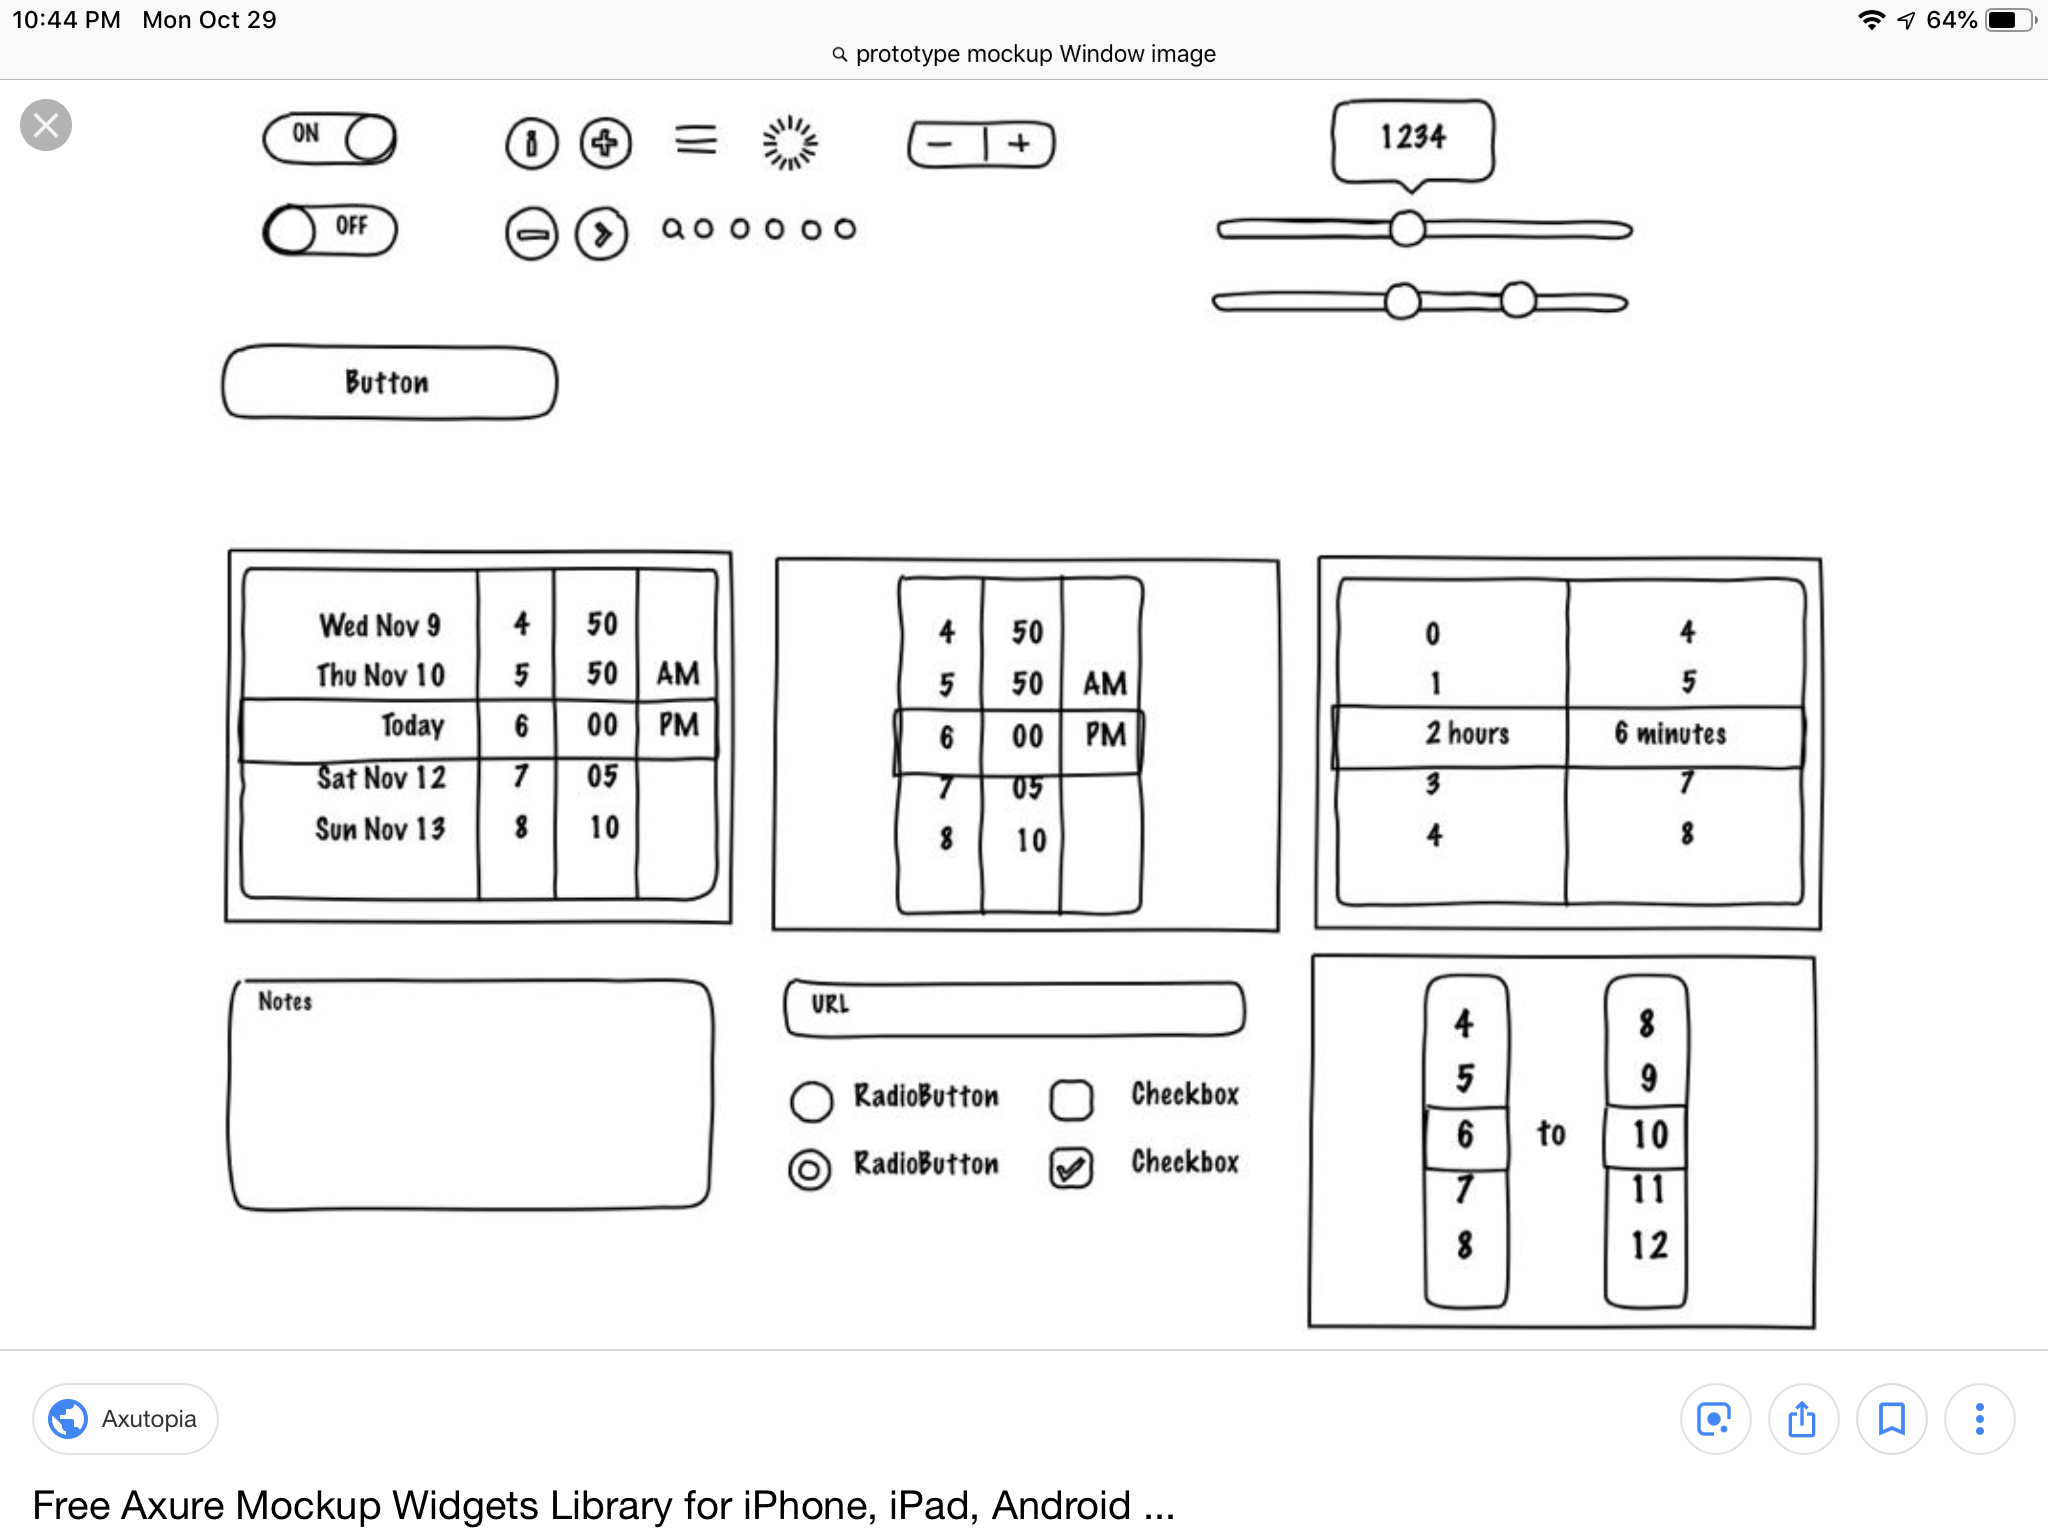 10:44 PM Mon Oct 29
64%
prototype mockup Window image
ON
1234
OFF
Button
Wed Nov 9 4 50
Thu Nov 10 5 50 AM
Today 6 00 PM
Sat Nov 12 7 05
Sun Nov 13 8 10
4 50
5 50 AM
6 00 PM
7 05
8 10
0 4
1 5
2 hours 6 minutes
3 7
4 8
Notes
URL
RadioButton Checkbox
RadioButton Checkbox
4 8
5 9
6 to 10
7 11
8 12
Axutopia
Free Axure Mockup Widgets Library for iPhone, iPad, Android ...